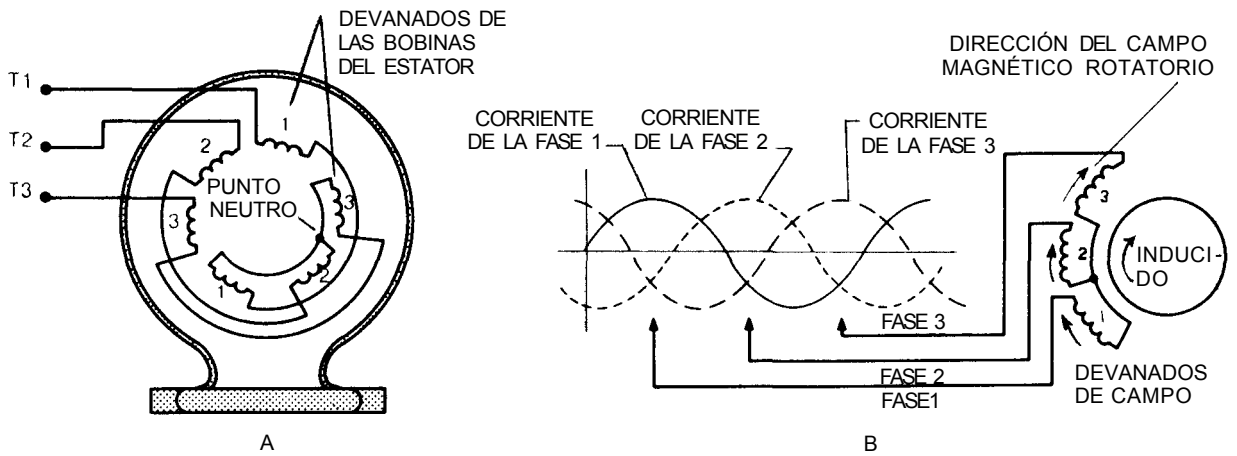 DEVANADOS DE
LAS BOBINAS
DEL ESTATOR
T1
T2
T3
1
2
3
PUNTO
NEUTRO
3
1
2
A
DIRECCIÓN DEL CAMPO
MAGNÉTICO ROTATORIO
CORRIENTE
DE LA FASE 1
CORRIENTE
DE LA FASE 2
CORRIENTE
DE LA FASE 3
3
2
1
INDUCI-
DO
FASE 3
FASE 2
FASE1
DEVANADOS
DE CAMPO
B